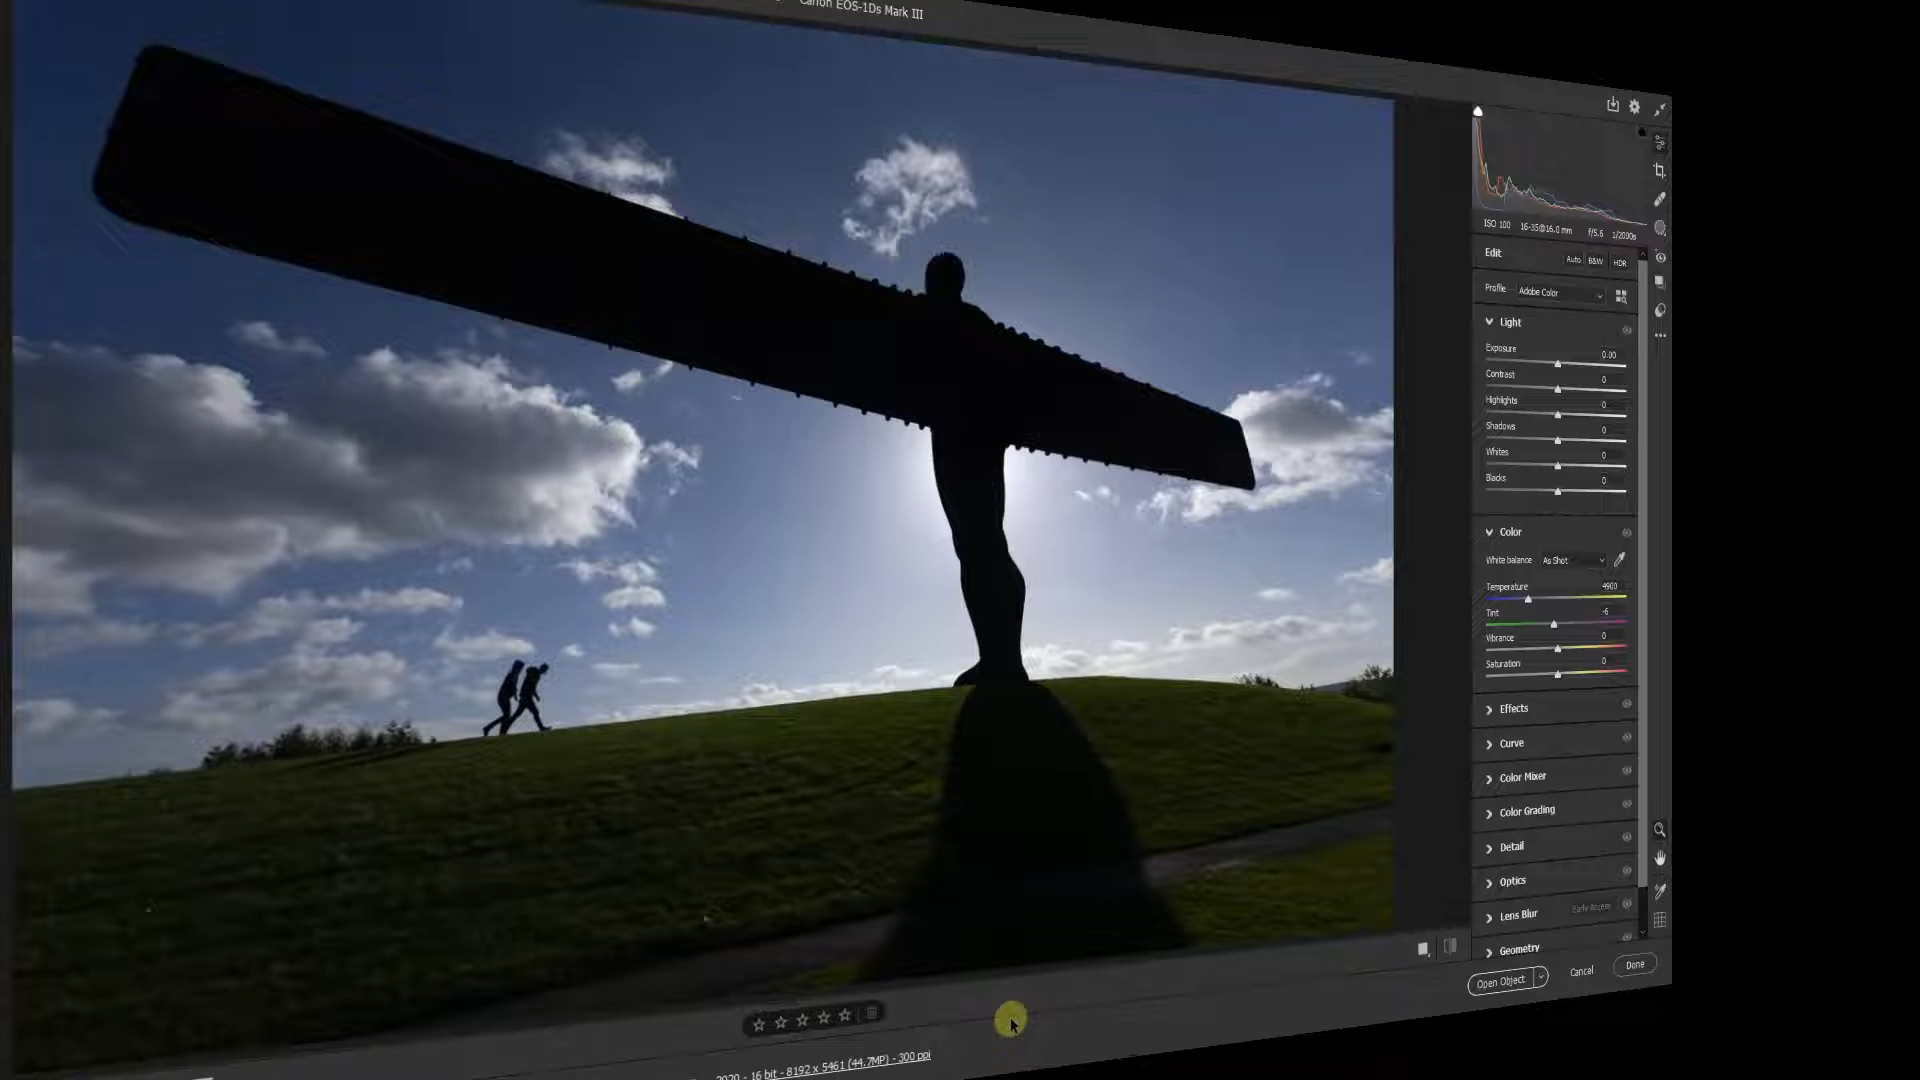 Canon EOS-1Ds Mark III
ISO 100 16-35@16.0 mm f/5.6 1/2000s
Edit Auto B&W HDR
Profile Adobe Color
Light
Exposure 0.00
Contrast 0
Highlights 0
Shadows 0
Whites 0
Blacks 0
Color
White balance As Shot
Temperature 4900
Tint -6
Vibrance 0
Saturation 0
Effects
Curve
Color Mixer
Color Grading
Detail
Optics
Lens Blur Early Access
Geometry
Open Object Cancel Done
2020 - 16 bit - 8192 x 5461 (44.7MP) - 300 ppi